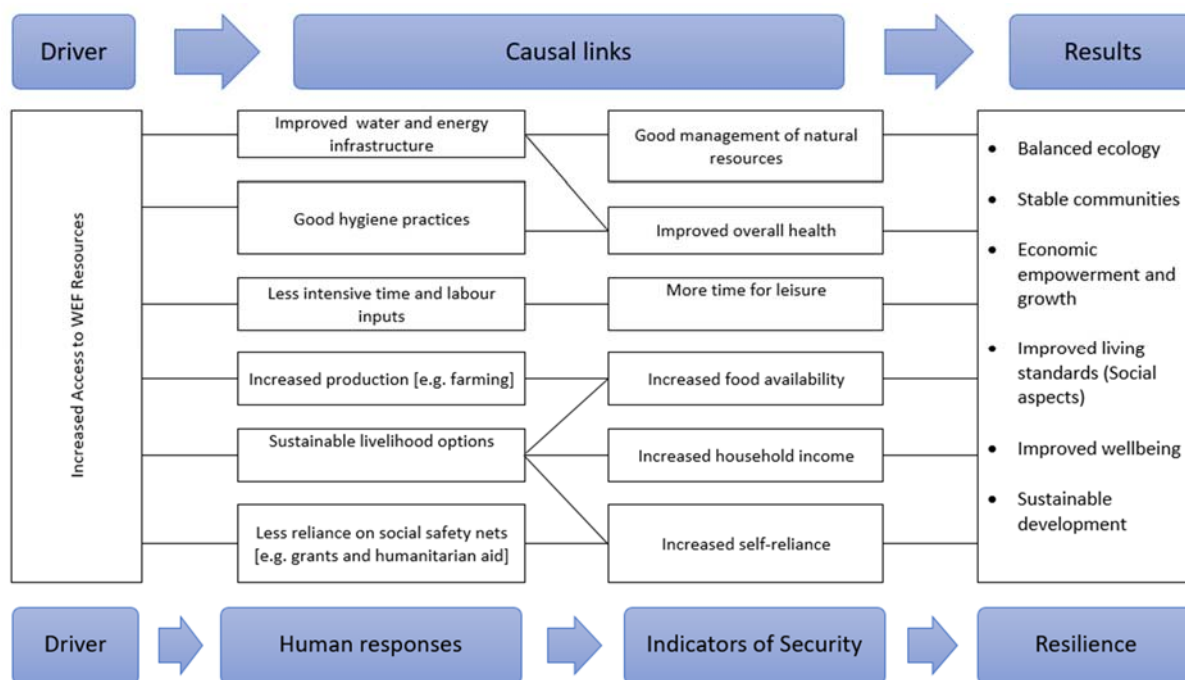 Driver
Causal links
Results
Increased Access to WEF Resources
Improved water and energy
infrastructure
Good hygiene practices
Less intensive time and labour
inputs
Increased production [e.g. farming]
Sustainable livelihood options
Less reliance on social safety nets
[e.g. grants and humanitarian aid]
Good management of natural
resources
Improved overall health
More time for leisure
Increased food availability
Increased household income
Increased self-reliance
• Balanced ecology
• Stable communities
• Economic
empowerment and
growth
• Improved living
standards (Social
aspects)
• Improved wellbeing
• Sustainable
development
Driver
Human responses
Indicators of Security
Resilience